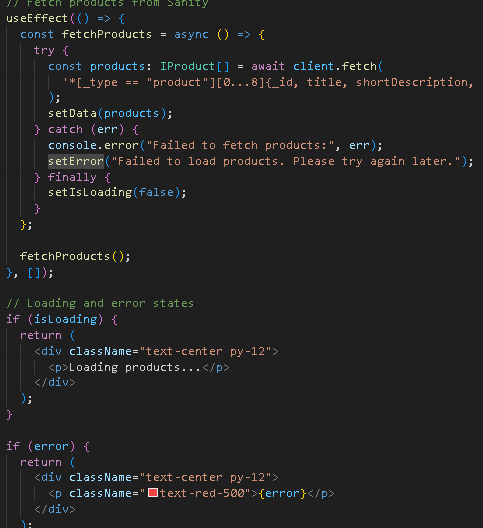 // Fetch products from Sanity
useEffect(() => {
const fetchProducts = async () => {
try {
const products: IProduct[] = await client.fetch(
'*[_type == "product"][0...8]{_id, title, shortDescription,
);
setData(products);
} catch (err) {
console.error("Failed to fetch products:", err);
setError("Failed to load products. Please try again later.");
} finally {
setIsLoading(false);
}
};
fetchProducts();
}, []);
// Loading and error states
if (isLoading) {
return (
<div className="text-center py-12">
<p>Loading products...</p>
</div>
);
}
if (error) {
return (
<div className="text-center py-12">
<p className="text-red-500">{error}</p>
</div>
);